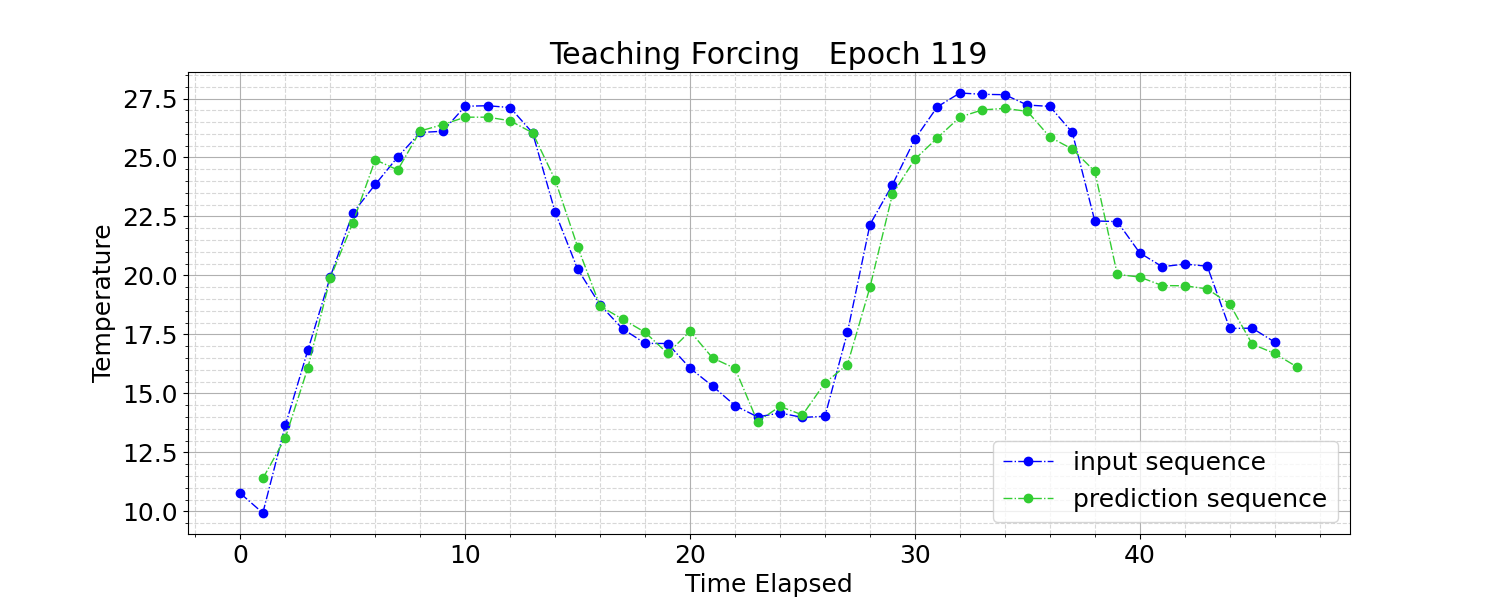 Teaching Forcing   Epoch 119
27.5
25.0
22.5
20.0
17.5
15.0
12.5
10.0
Temperature
input sequence
prediction sequence
0 10 20 30 40
Time Elapsed